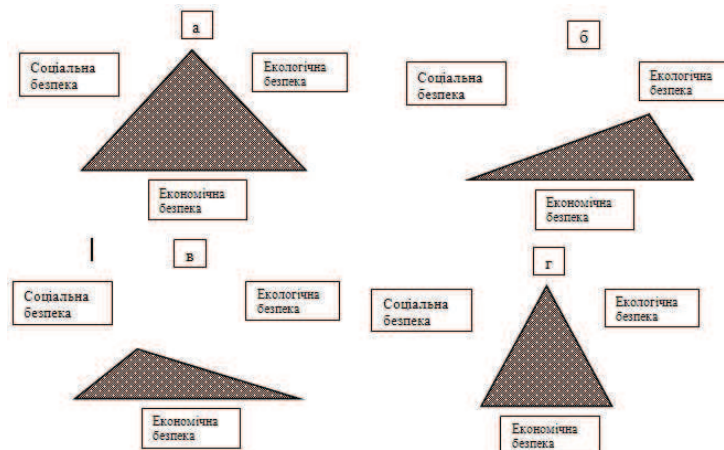 а
Соціальна
безпека
Екологічна
безпека
Економічна
безпека
б
Соціальна
безпека
Екологічна
безпека
Економічна
безпека
в
Соціальна
безпека
Екологічна
безпека
Економічна
безпека
г
Соціальна
безпека
Екологічна
безпека
Економічна
безпека